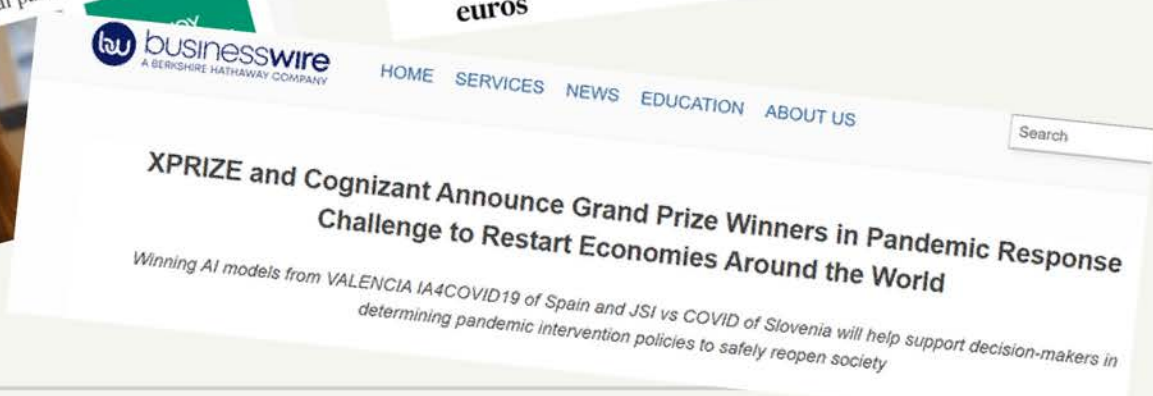 euros
businesswire
A BERKSHIRE HATHAWAY COMPANY
HOME SERVICES NEWS EDUCATION ABOUT US
Search
XPRIZE and Cognizant Announce Grand Prize Winners in Pandemic Response
Challenge to Restart Economies Around the World
Winning AI models from VALENCIA IA4COVID19 of Spain and JSI vs COVID of Slovenia will help support decision-makers in
determining pandemic intervention policies to safely reopen society